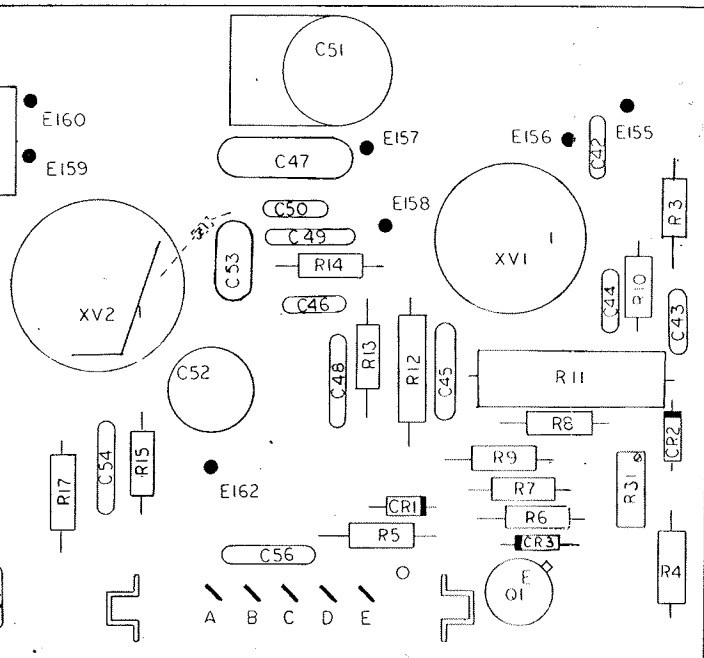 C51
E160
E157
E156
C42
E155
E159
C47
C50
E158
R3
C49
C53
R14
XV1
1
R10
C44
C43
XV2
1
C46
R13
R12
C45
C48
R11
C52
R8
CR2
R9
C54
R15
R17
R31
E162
R7
CR1
R6
R5
CR3
C56
R4
E
Q1
A B C D E